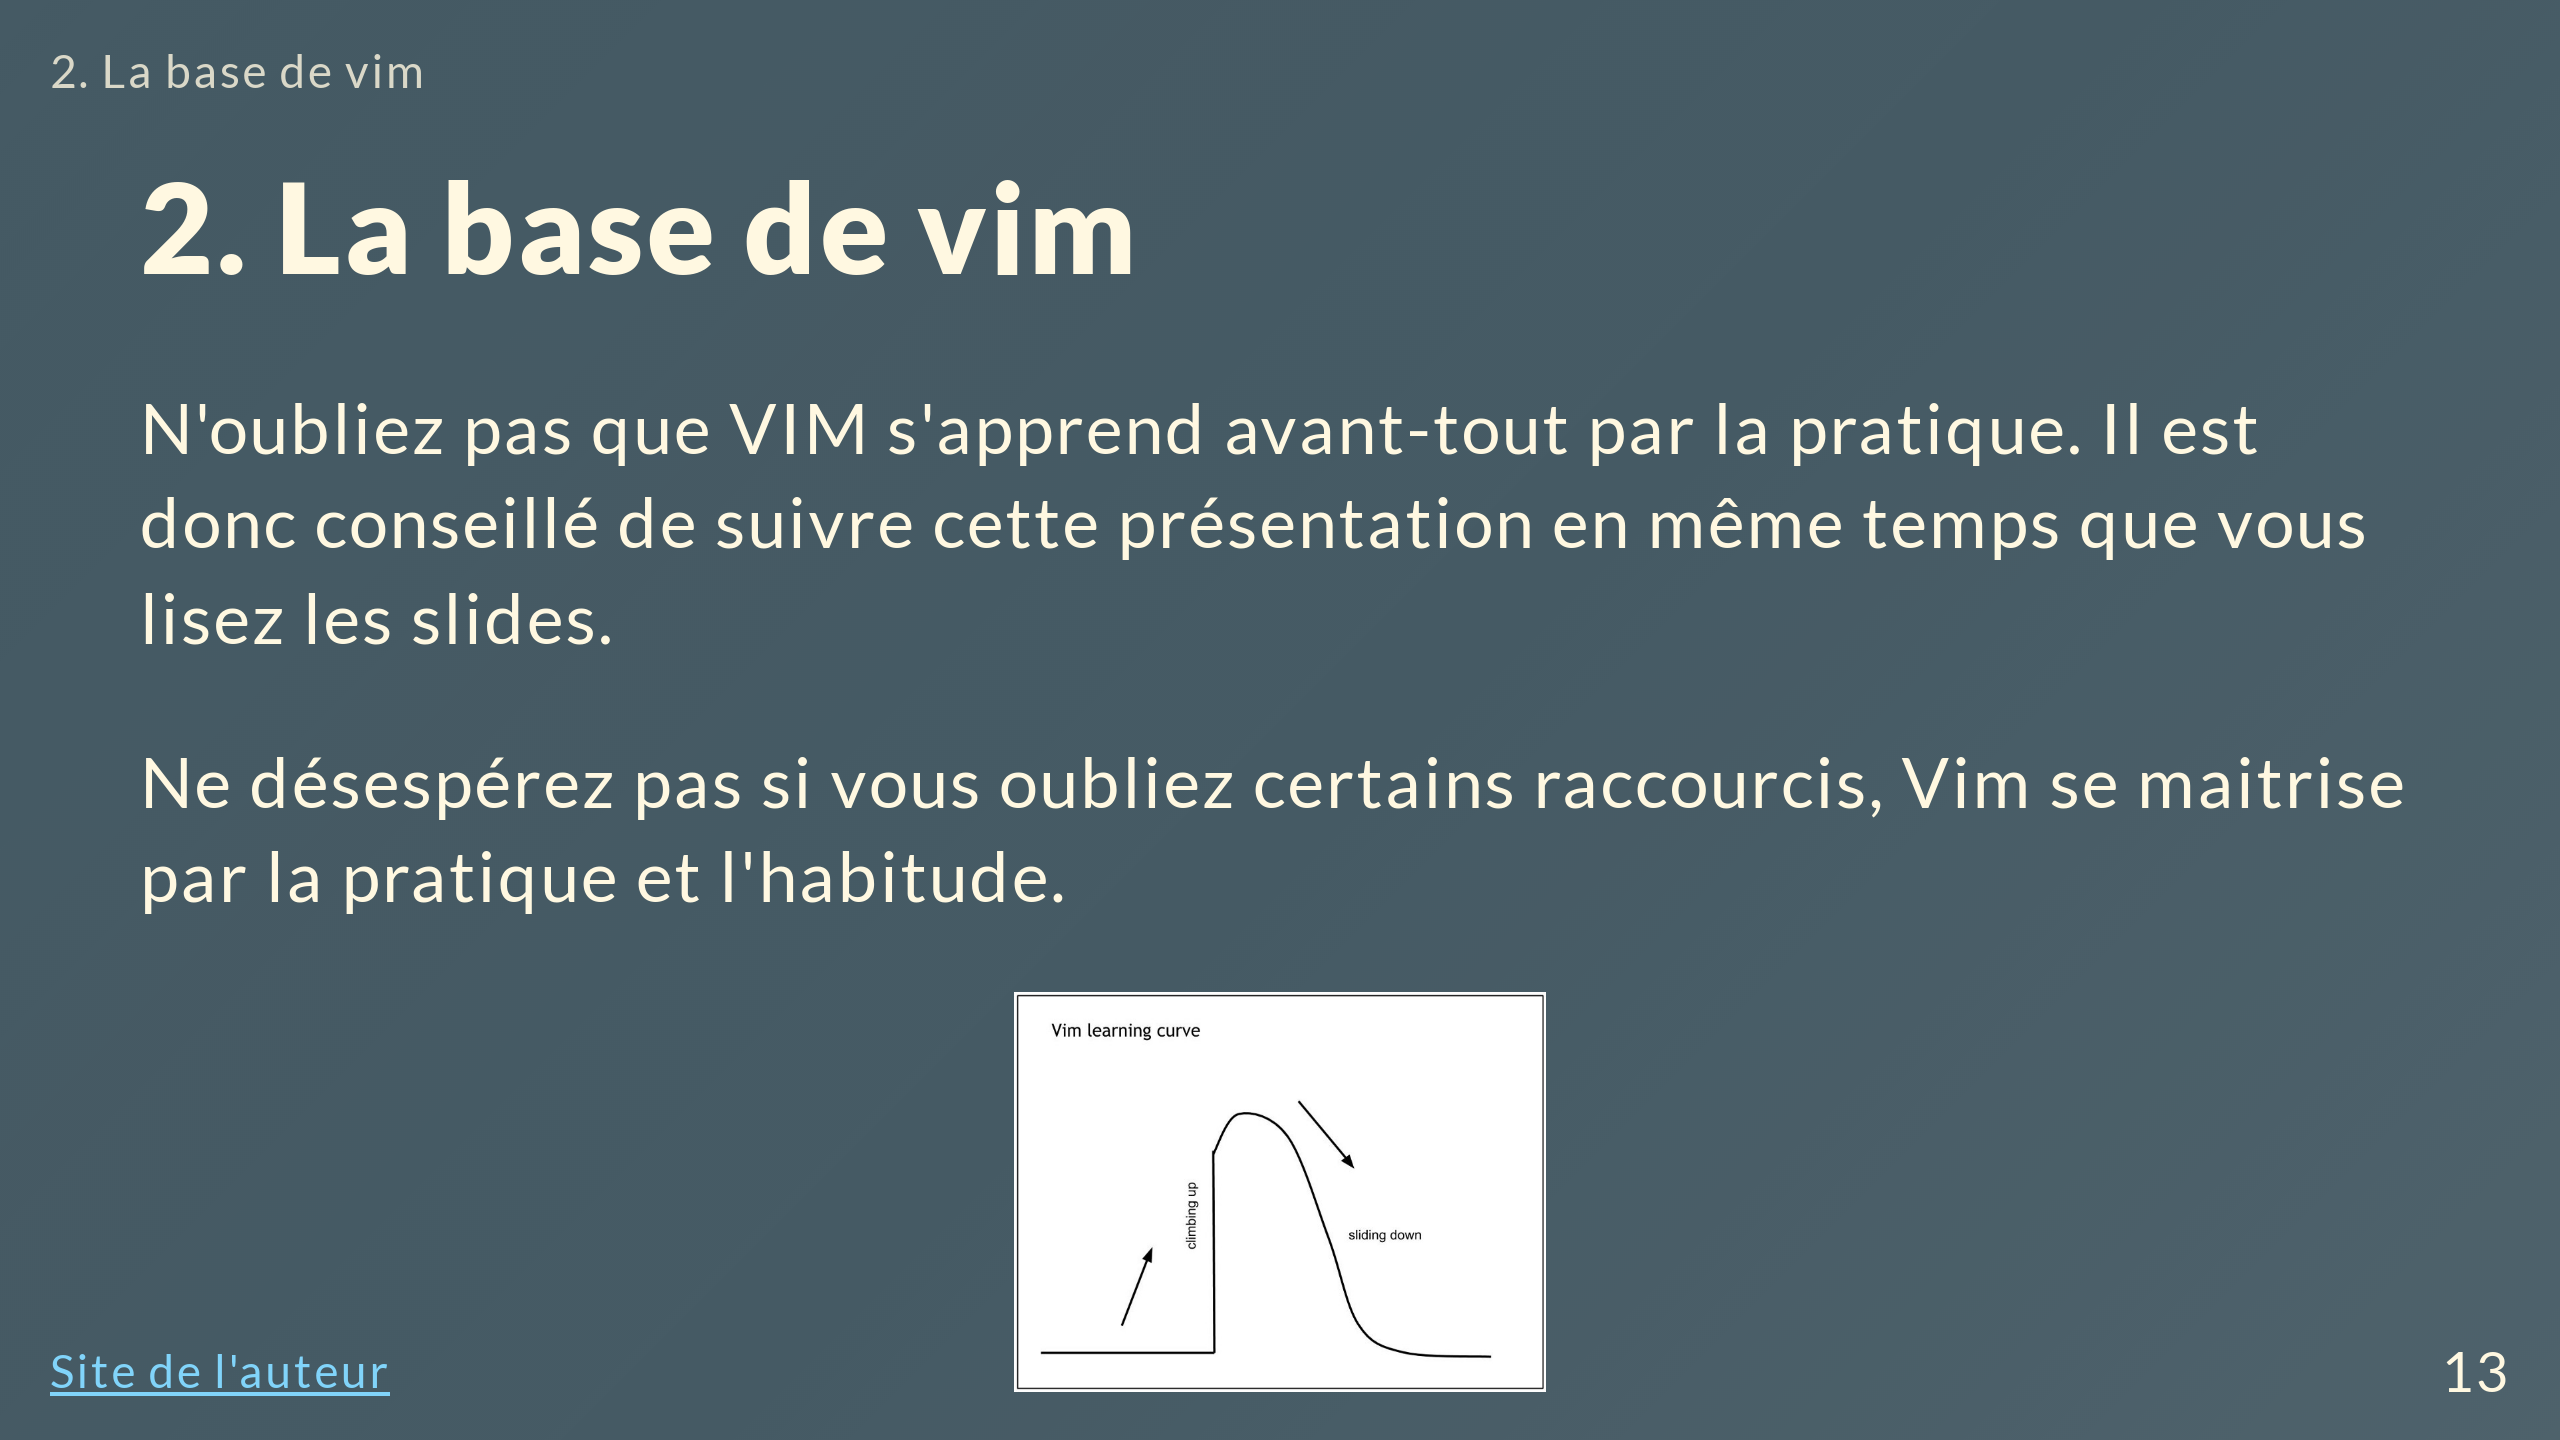 2. La base de vim
2. La base de vim
N'oubliez pas que VIM s'apprend avant-tout par la pratique. Il est
donc conseillé de suivre cette présentation en même temps que vous
lisez les slides.
Ne désespérez pas si vous oubliez certains raccourcis, Vim se maitrise
par la pratique et l'habitude.
Vim learning curve
climbing up
sliding down
Site de l'auteur
13